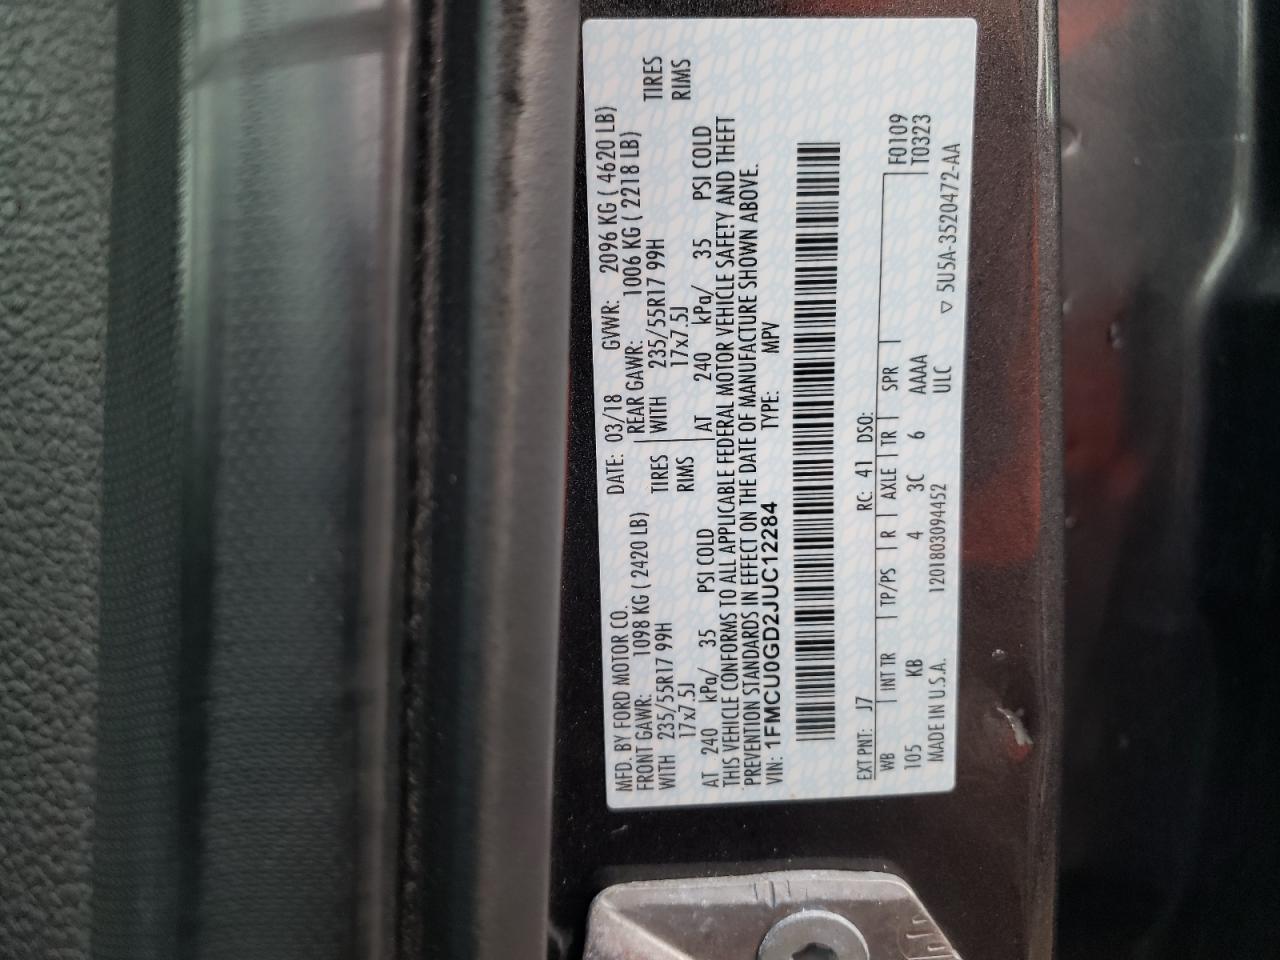 MFD. BY FORD MOTOR CO. DATE: 03/18 GVWR: 2096 KG ( 4620 LB)
FRONT GAWR: 1098 KG ( 2420 LB) REAR GAWR: 1006 KG ( 2218 LB)
WITH 235/55R17 99H TIRES WITH 235/55R17 99H TIRES
17x7.5J RIMS 17x7.5J RIMS
AT 240 kPa/ 35 PSI COLD AT 240 kPa/ 35 PSI COLD
THIS VEHICLE CONFORMS TO ALL APPLICABLE FEDERAL MOTOR VEHICLE SAFETY AND THEFT
PREVENTION STANDARDS IN EFFECT ON THE DATE OF MANUFACTURE SHOWN ABOVE.
VIN: 1FMCU0GD2JUC12284 TYPE: MPV
EXT PNT: J7 RC: 41 DSO:
WB INT TR TP/PS R AXLE TR SPR F0109
105 KB 4 3C 6 AAAA T0323
MADE IN U.S.A. 1201803094452 ULC ▽ 5U5A-3520472-AA